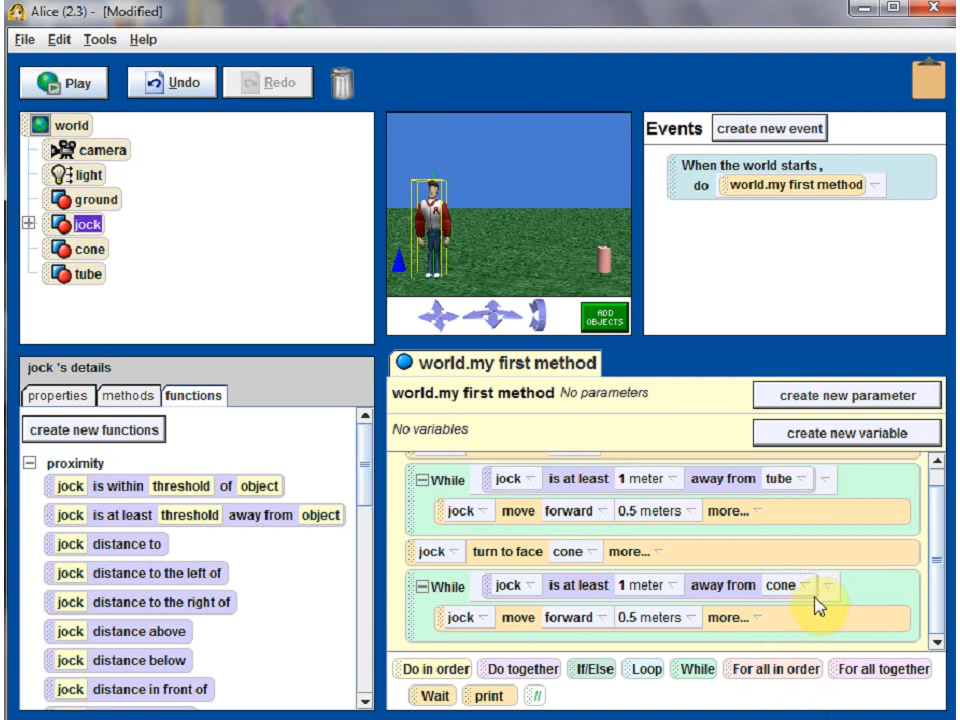 Alice (2.3) - [Modified]
File Edit Tools Help
Play Undo Redo
world
camera
light
ground
jock
cone
tube
ADD
OBJECTS
Events create new event
When the world starts,
do world.my first method
jock 's details
properties methods functions
create new functions
proximity
jock is within threshold of object
jock is at least threshold away from object
jock distance to
jock distance to the left of
jock distance to the right of
jock distance above
jock distance below
jock distance in front of
world.my first method
world.my first method No parameters create new parameter
No variables create new variable
While jock is at least 1 meter away from tube
jock move forward 0.5 meters more...
jock turn to face cone more...
While jock is at least 1 meter away from cone
jock move forward 0.5 meters more...
Do in order Do together If/Else Loop While For all in order For all together
Wait print //